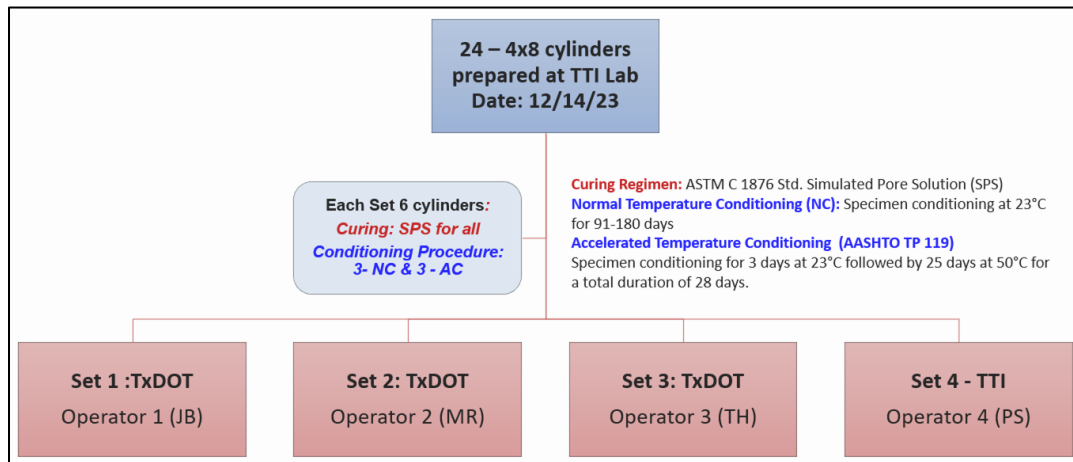 24 – 4x8 cylinders
prepared at TTI Lab
Date: 12/14/23
Each Set 6 cylinders:
Curing: SPS for all
Conditioning Procedure:
3- NC & 3 - AC
Curing Regimen: ASTM C 1876 Std. Simulated Pore Solution (SPS)
Normal Temperature Conditioning (NC): Specimen conditioning at 23°C
for 91-180 days
Accelerated Temperature Conditioning (AASHTO TP 119)
Specimen conditioning for 3 days at 23°C followed by 25 days at 50°C for
a total duration of 28 days.
Set 1 :TxDOT
Operator 1 (JB)
Set 2: TxDOT
Operator 2 (MR)
Set 3: TxDOT
Operator 3 (TH)
Set 4 - TTI
Operator 4 (PS)